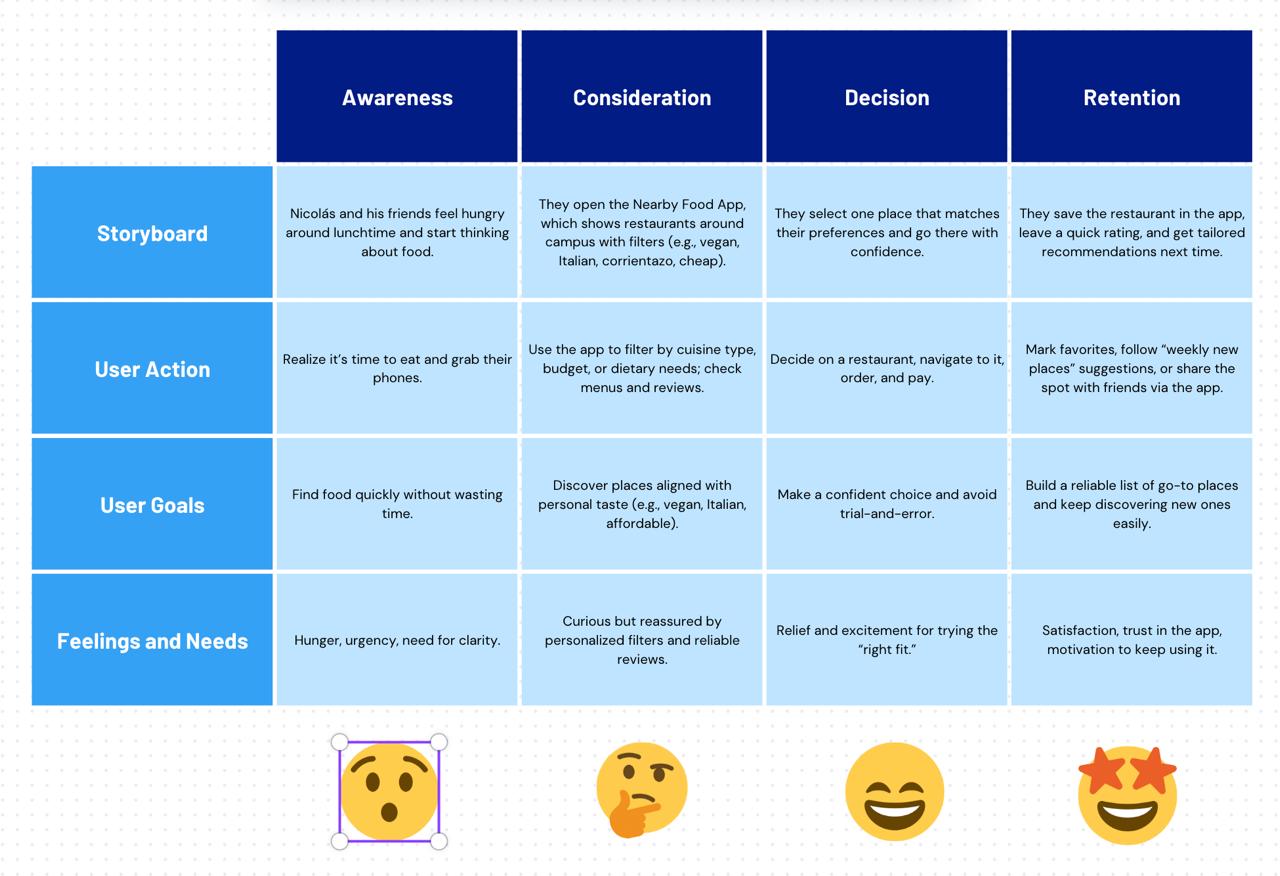 Awareness
Consideration
Decision
Retention
Storyboard
Nicolás and his friends feel hungry
around lunchtime and start thinking
about food.
They open the Nearby Food App,
which shows restaurants around
campus with filters (e.g., vegan,
Italian, corrientazo, cheap).
They select one place that matches
their preferences and go there with
confidence.
They save the restaurant in the app,
leave a quick rating, and get tailored
recommendations next time.
User Action
Realize it’s time to eat and grab their
phones.
Use the app to filter by cuisine type,
budget, or dietary needs; check
menus and reviews.
Decide on a restaurant, navigate to it,
order, and pay.
Mark favorites, follow “weekly new
places” suggestions, or share the
spot with friends via the app.
User Goals
Find food quickly without wasting
time.
Discover places aligned with
personal taste (e.g., vegan, Italian,
affordable).
Make a confident choice and avoid
trial-and-error.
Build a reliable list of go-to places
and keep discovering new ones
easily.
Feelings and Needs
Hunger, urgency, need for clarity.
Curious but reassured by
personalized filters and reliable
reviews.
Relief and excitement for trying the
“right fit.”
Satisfaction, trust in the app,
motivation to keep using it.